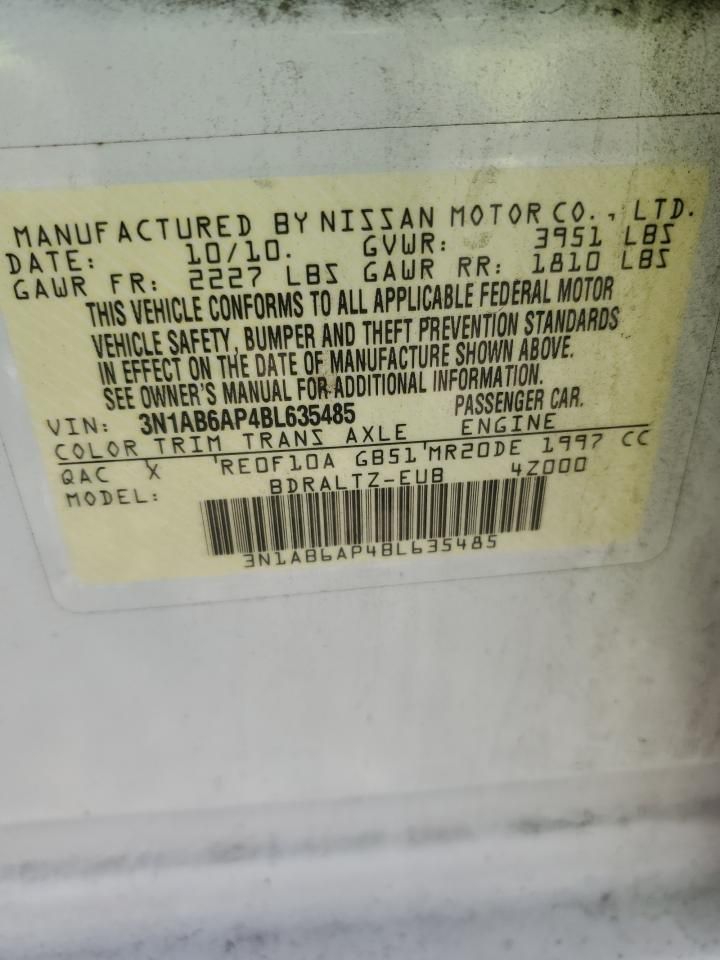 MANUFACTURED BY NISSAN MOTOR CO., LTD.
DATE: 10/10. GVWR: 3951 LBS
GAWR FR: 2227 LBS GAWR RR: 1810 LBS
THIS VEHICLE CONFORMS TO ALL APPLICABLE FEDERAL MOTOR
VEHICLE SAFETY, BUMPER AND THEFT PREVENTION STANDARDS
IN EFFECT ON THE DATE OF MANUFACTURE SHOWN ABOVE.
SEE OWNER'S MANUAL FOR ADDITIONAL INFORMATION.
VIN: 3N1AB6AP4BL635485 PASSENGER CAR.
COLOR TRIM TRANS AXLE ENGINE
QAC X RE0F10A GB51 MR20DE 1997 CC
MODEL: BDRALTZ-EUB 4Z000
3N1AB6AP4BL635485